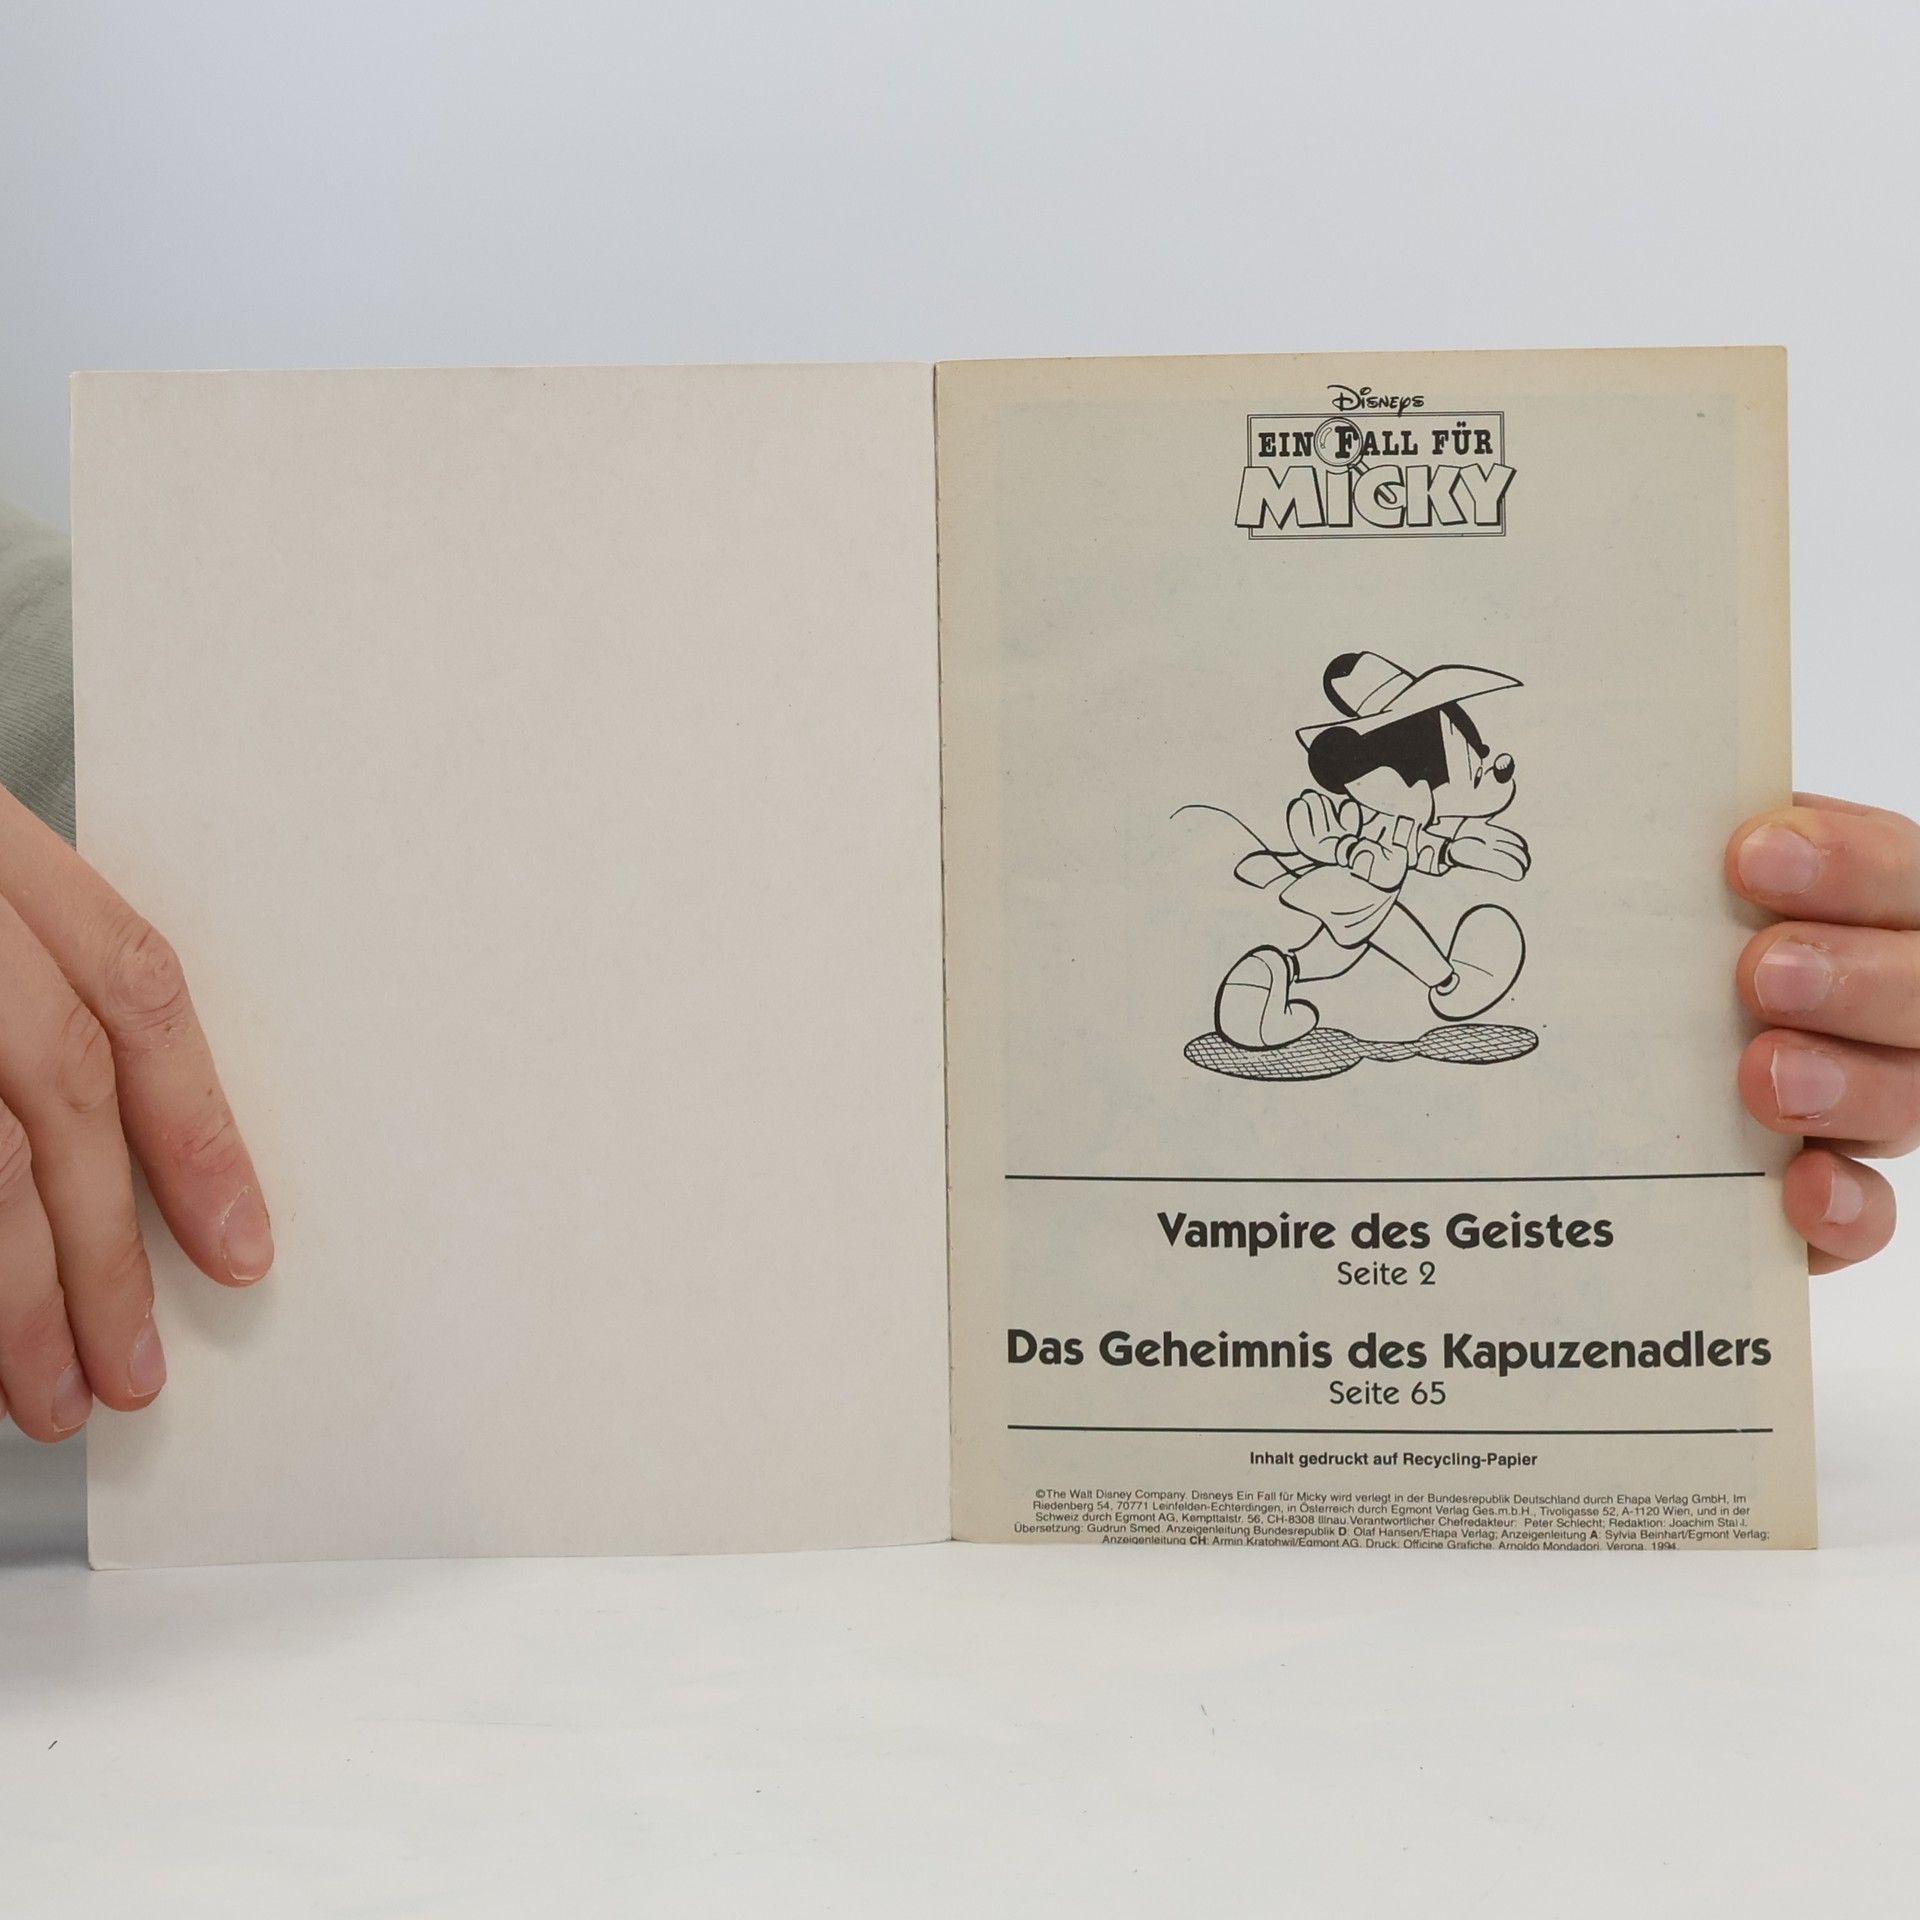 Disneys
EIN FALL FÜR
MICKY
Vampire des Geistes
Seite 2
Das Geheimnis des Kapuzenadlers
Seite 65
Inhalt gedruckt auf Recycling-Papier
©The Walt Disney Company. Disneys Ein Fall für Micky wird verlegt in der Bundesrepublik Deutschland durch Ehapa Verlag GmbH, Im
Riedenberg 54, 70771 Leinfelden-Echterdingen, in Österreich durch Egmont Verlag Ges.m.b.H., Tivoligasse 52, A-1120 Wien, und in der
Schweiz durch Egmont AG, Kempttalstr. 56, CH-8308 Illnau.Verantwortlicher Chefredakteur: Peter Schlecht; Redaktion: Joachim
Übersetzung: Gudrun Smed. Anzeigenleitung Bundesrepublik D: Olaf Hansen/Ehapa Verlag; Anzeigenleitung A: Sylvia Beinhart/Egmont Verlag;
Anzeigenleitung CH: Armin Kratohwil/Egmont AG. Druck: Officine Grafiche. Arnoldo Mondadori. Verona. 1994.